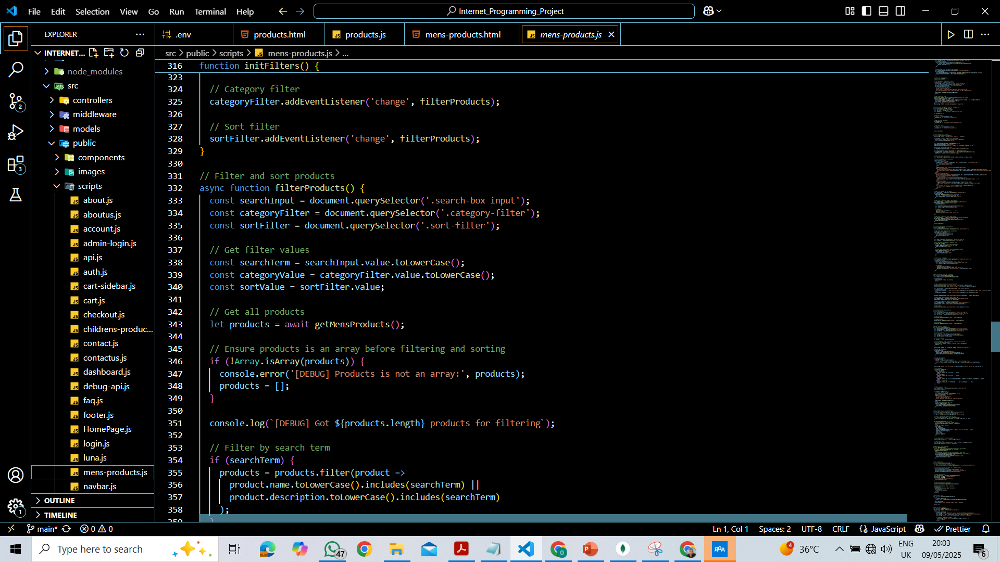 File Edit Selection View Go Run Terminal Help
Internet_Programming_Project
EXPLORER
.env
products.html
products.js
mens-products.html
mens-products.js
INTERNET...
src > public > scripts > mens-products.js > ...
node_modules
src
controllers
middleware
models
public
components
images
scripts
about.js
aboutus.js
account.js
admin-login.js
api.js
auth.js
cart-sidebar.js
cart.js
checkout.js
childrens-produc...
contact.js
contactus.js
dashboard.js
debug-api.js
faq.js
footer.js
HomePage.js
login.js
luna.js
mens-products.js
navbar.js
OUTLINE
TIMELINE
2
3
1
316 function initFilters() {
323
324 // Category filter
325 categoryFilter.addEventListener('change', filterProducts);
326
327 // Sort filter
328 sortFilter.addEventListener('change', filterProducts);
329 }
330
331 // Filter and sort products
332 async function filterProducts() {
333 const searchInput = document.querySelector('.search-box input');
334 const categoryFilter = document.querySelector('.category-filter');
335 const sortFilter = document.querySelector('.sort-filter');
336
337 // Get filter values
338 const searchTerm = searchInput.value.toLowerCase();
339 const categoryValue = categoryFilter.value.toLowerCase();
340 const sortValue = sortFilter.value;
341
342 // Get all products
343 let products = await getMensProducts();
344
345 // Ensure products is an array before filtering and sorting
346 if (!Array.isArray(products)) {
347 console.error('[DEBUG] Products is not an array:', products);
348 products = [];
349 }
350
351 console.log(`[DEBUG] Got ${products.length} products for filtering`);
352
353 // Filter by search term
354 if (searchTerm) {
355 products = products.filter(product =>
356 product.name.toLowerCase().includes(searchTerm) ||
357 product.description.toLowerCase().includes(searchTerm)
358 );
359 }
main* 0 0
Ln 1, Col 1 Spaces: 2 UTF-8 CRLF {} JavaScript Prettier
Type here to search
47
4
36°C
ENG
UK
20:03
09/05/2025
6